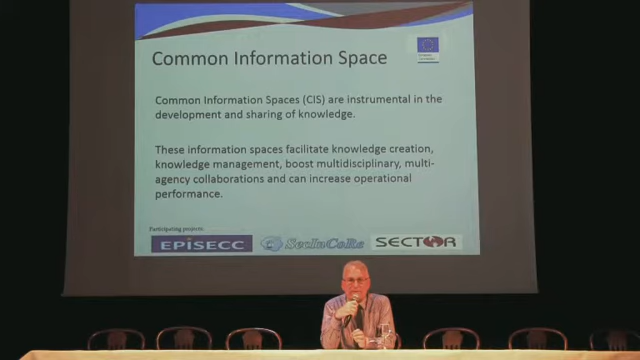 Common Information Space
Common Information Spaces (CIS) are instrumental in the
development and sharing of knowledge.
These information spaces facilitate knowledge creation,
knowledge management, boost multidisciplinary, multi-
agency collaborations and can increase operational
performance.
Participating projects:
EPISECC SecInCoRe SECTOR